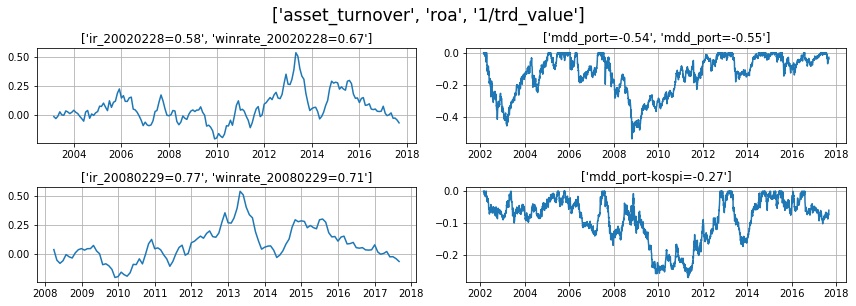 ['asset_turnover', 'roa', '1/trd_value']
['ir_20020228=0.58', 'winrate_20020228=0.67']
0.50
0.25
0.00
2004 2006 2008 2010 2012 2014 2016 2018
['mdd_port=-0.54', 'mdd_port=-0.55']
0.0
−0.2
−0.4
2002 2004 2006 2008 2010 2012 2014 2016 2018
['ir_20080229=0.77', 'winrate_20080229=0.71']
0.50
0.25
0.00
2008 2009 2010 2011 2012 2013 2014 2015 2016 2017 2018
['mdd_port-kospi=-0.27']
0.0
−0.1
−0.2
2002 2004 2006 2008 2010 2012 2014 2016 2018